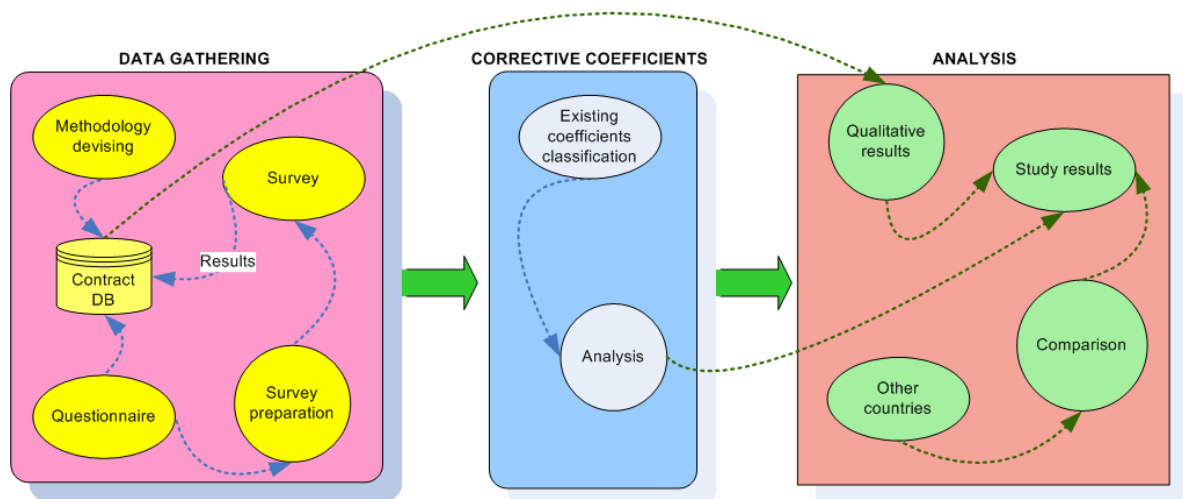 DATA GATHERING
Methodology
devising
Survey
Results
Contract
DB
Questionnaire
Survey
preparation
CORRECTIVE COEFFICIENTS
Existing
coefficients
classification
Analysis
ANALYSIS
Qualitative
results
Study results
Comparison
Other
countries